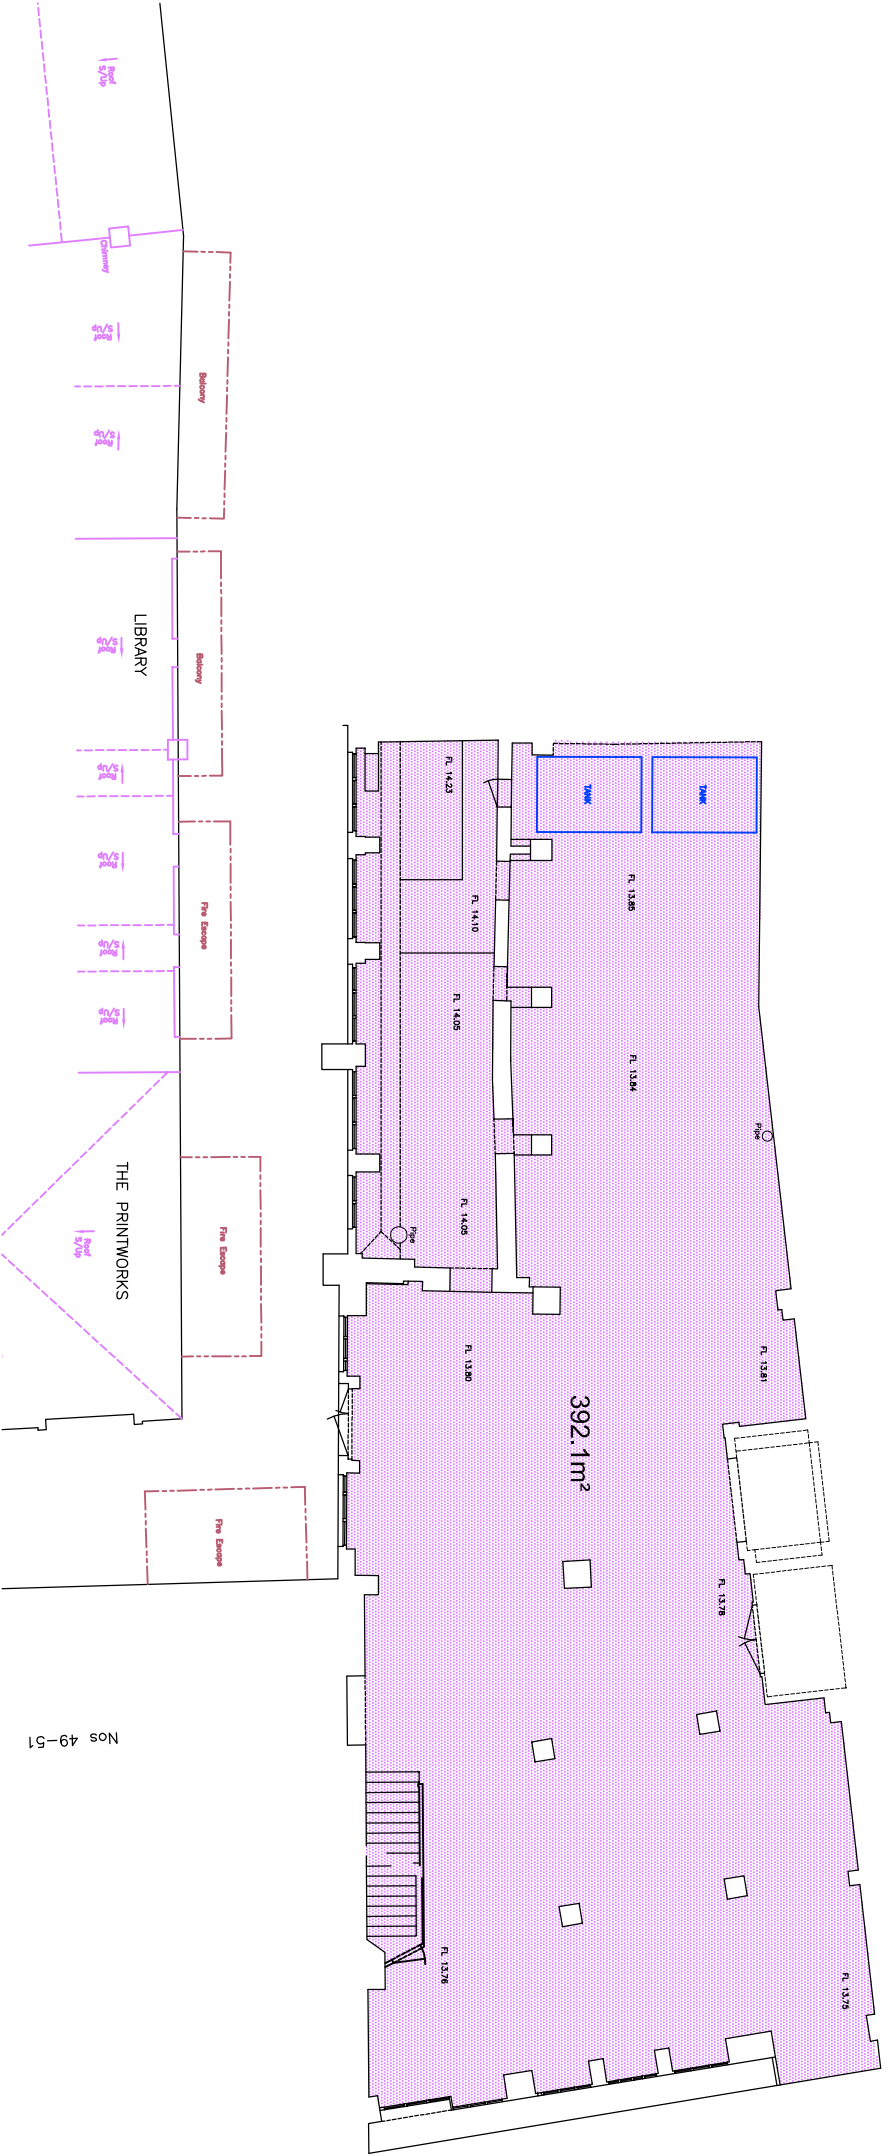 Roof
S/Up
Chimney
Roof
S/Up
Balcony
Roof
S/Up
LIBRARY
Roof
S/Up
Balcony
Roof
S/Up
Roof
S/Up
Fire Escape
Roof
S/Up
Roof
S/Up
THE PRINTWORKS
Roof
S/Up
Fire Escape
Fire Escape
Nos 49-51
FL 14.23
TANK
TANK
FL 13.85
FL 14.10
FL 14.05
FL 13.84
Pipe
FL 14.05
Pipe
FL 13.80
FL 13.81
392.1m²
FL 13.78
FL 13.76
FL 13.75